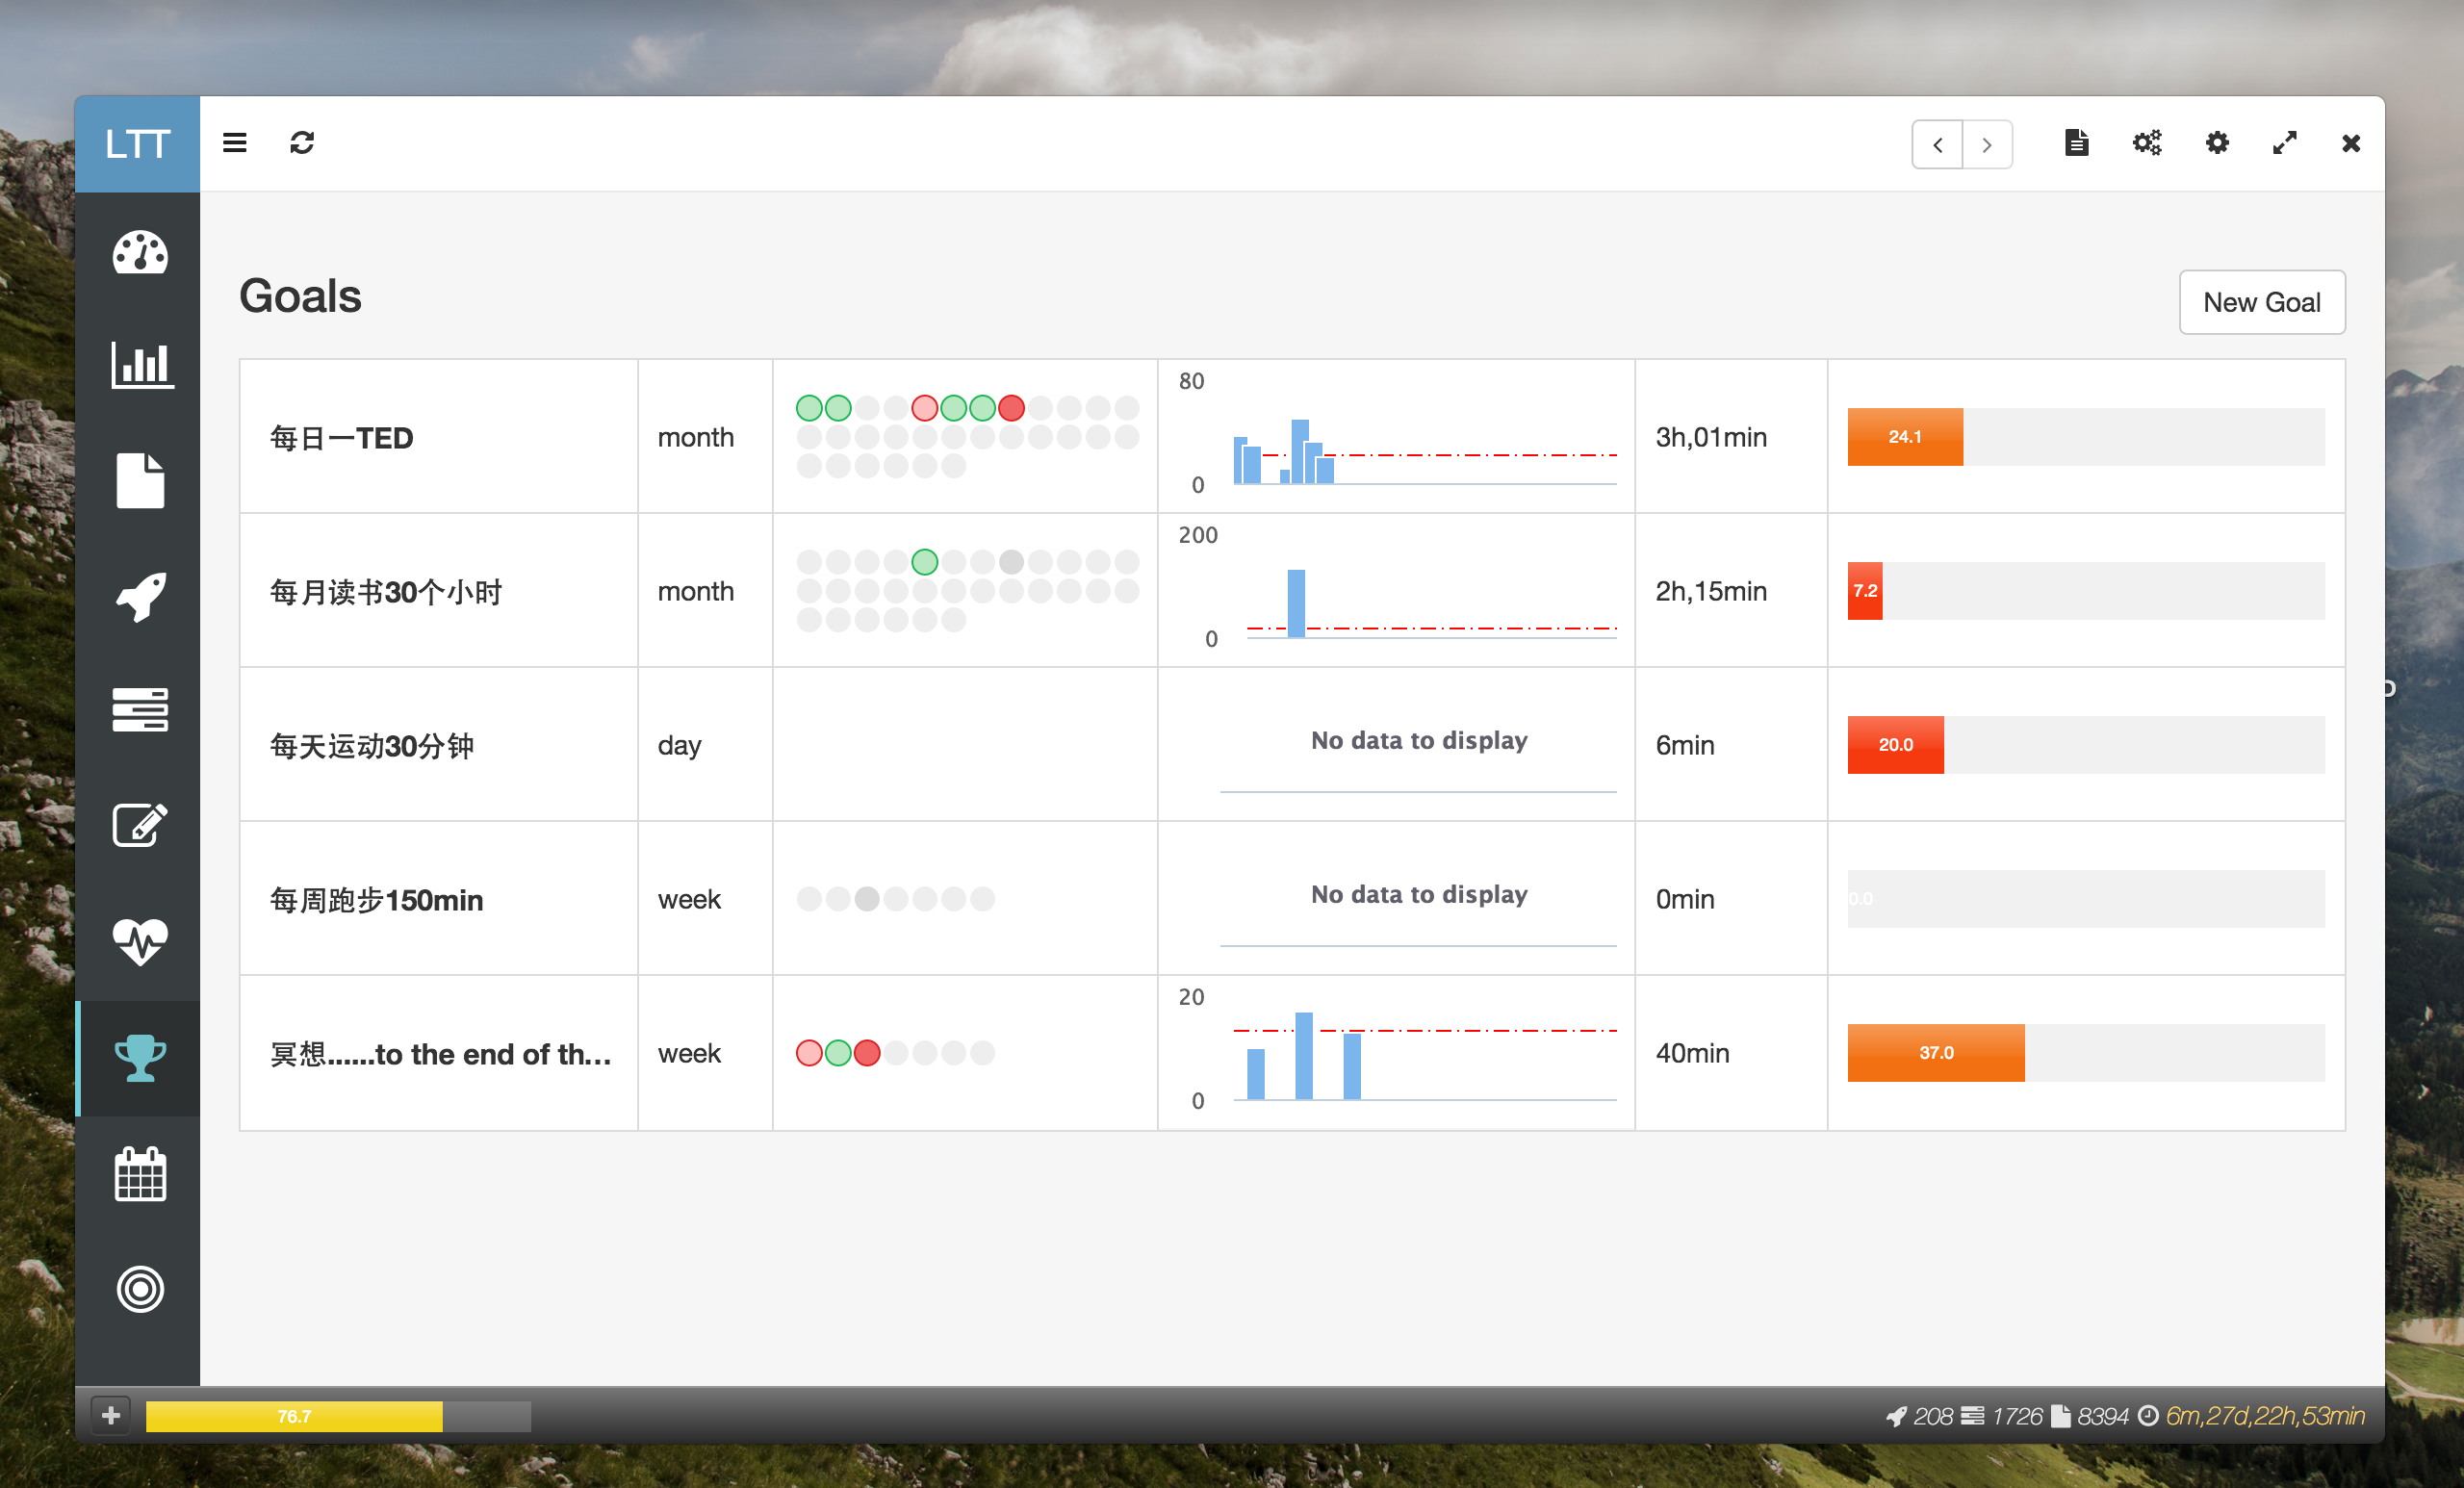 LTT
Goals
New Goal
每日一TED
month
80
0
3h,01min
24.1
每月读书30个小时
month
200
0
2h,15min
7.2
每天运动30分钟
day
No data to display
6min
20.0
每周跑步150min
week
No data to display
0min
0.0
冥想......to the end of th...
week
20
0
40min
37.0
76.7
208 1726 8394 6m,27d,22h,53min